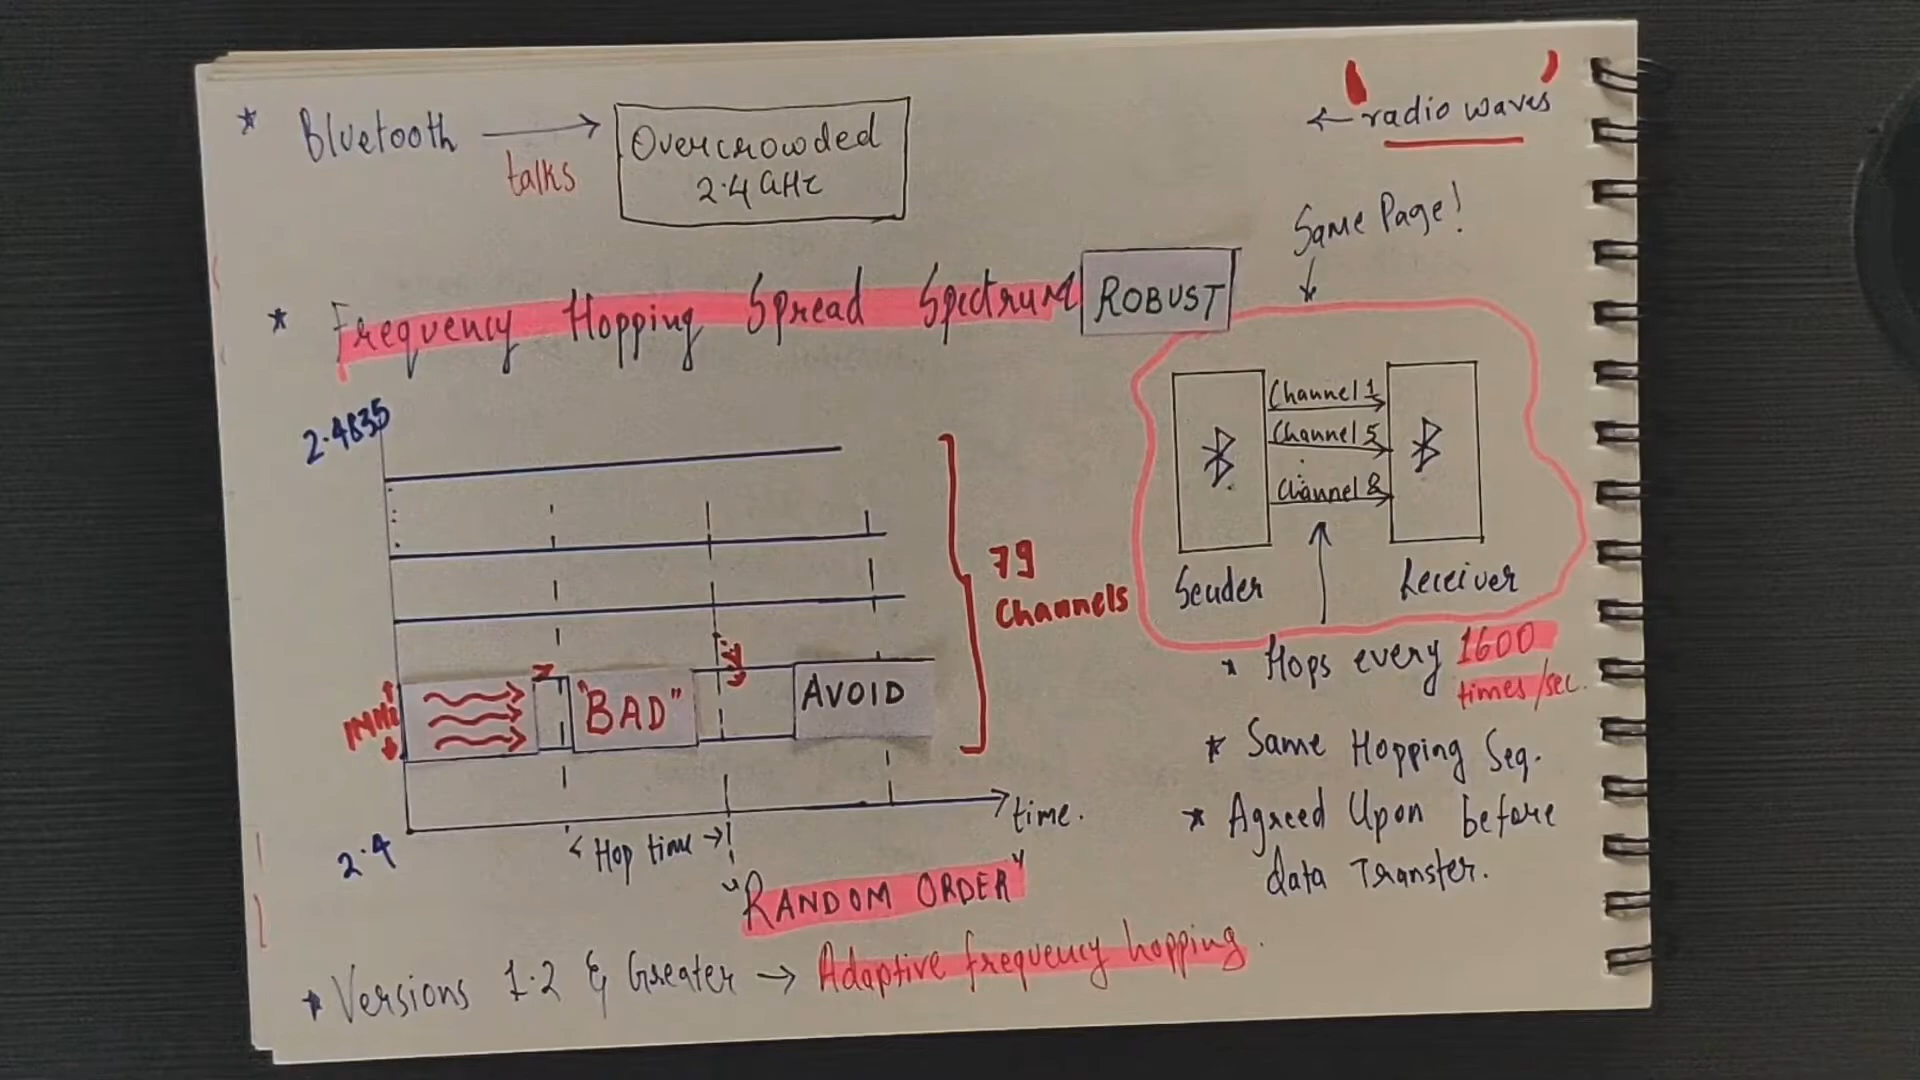 * Bluetooth → talks
Overcrowded
2.4 GHz
← radio waves
Same Page!
* Frequency Hopping Spread Spectrum
ROBUST
2.4835
79
Channels
1MHz
"BAD"
AVOID
2.4
time.
< Hop time →
"RANDOM ORDER"
Channel 1
Channel 5
Channel 8
Sender
Receiver
* Hops every 1600
times/sec.
* Same Hopping Seq.
* Agreed Upon before
data Transfer.
* Versions 1.2 & Greater → Adaptive frequency hopping.